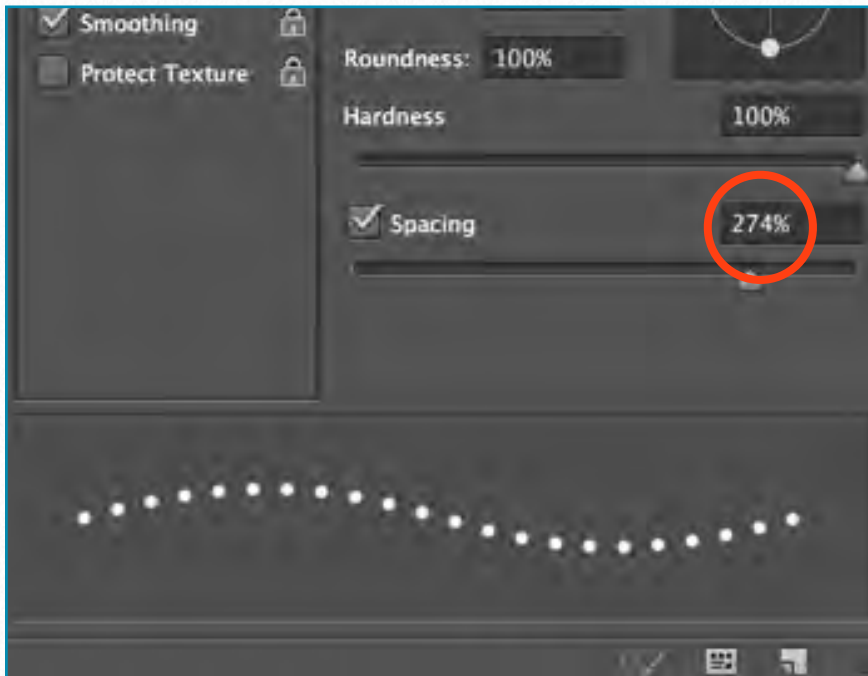 Smoothing
Protect Texture
Roundness: 100%
Hardness 100%
Spacing 274%